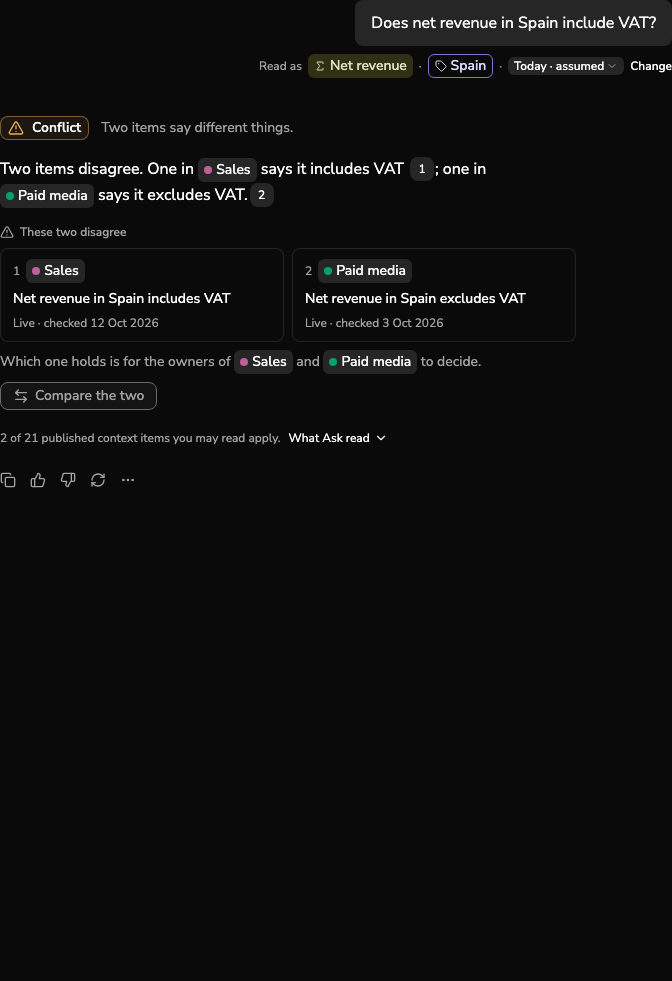 Does net revenue in Spain include VAT?
Read as Net revenue · Spain · Today · assumed Change
Conflict Two items say different things.
Two items disagree. One in Sales says it includes VAT 1 ; one in
Paid media says it excludes VAT. 2
These two disagree
1 Sales
Net revenue in Spain includes VAT
Live · checked 12 Oct 2026
2 Paid media
Net revenue in Spain excludes VAT
Live · checked 3 Oct 2026
Which one holds is for the owners of Sales and Paid media to decide.
Compare the two
2 of 21 published context items you may read apply. What Ask read